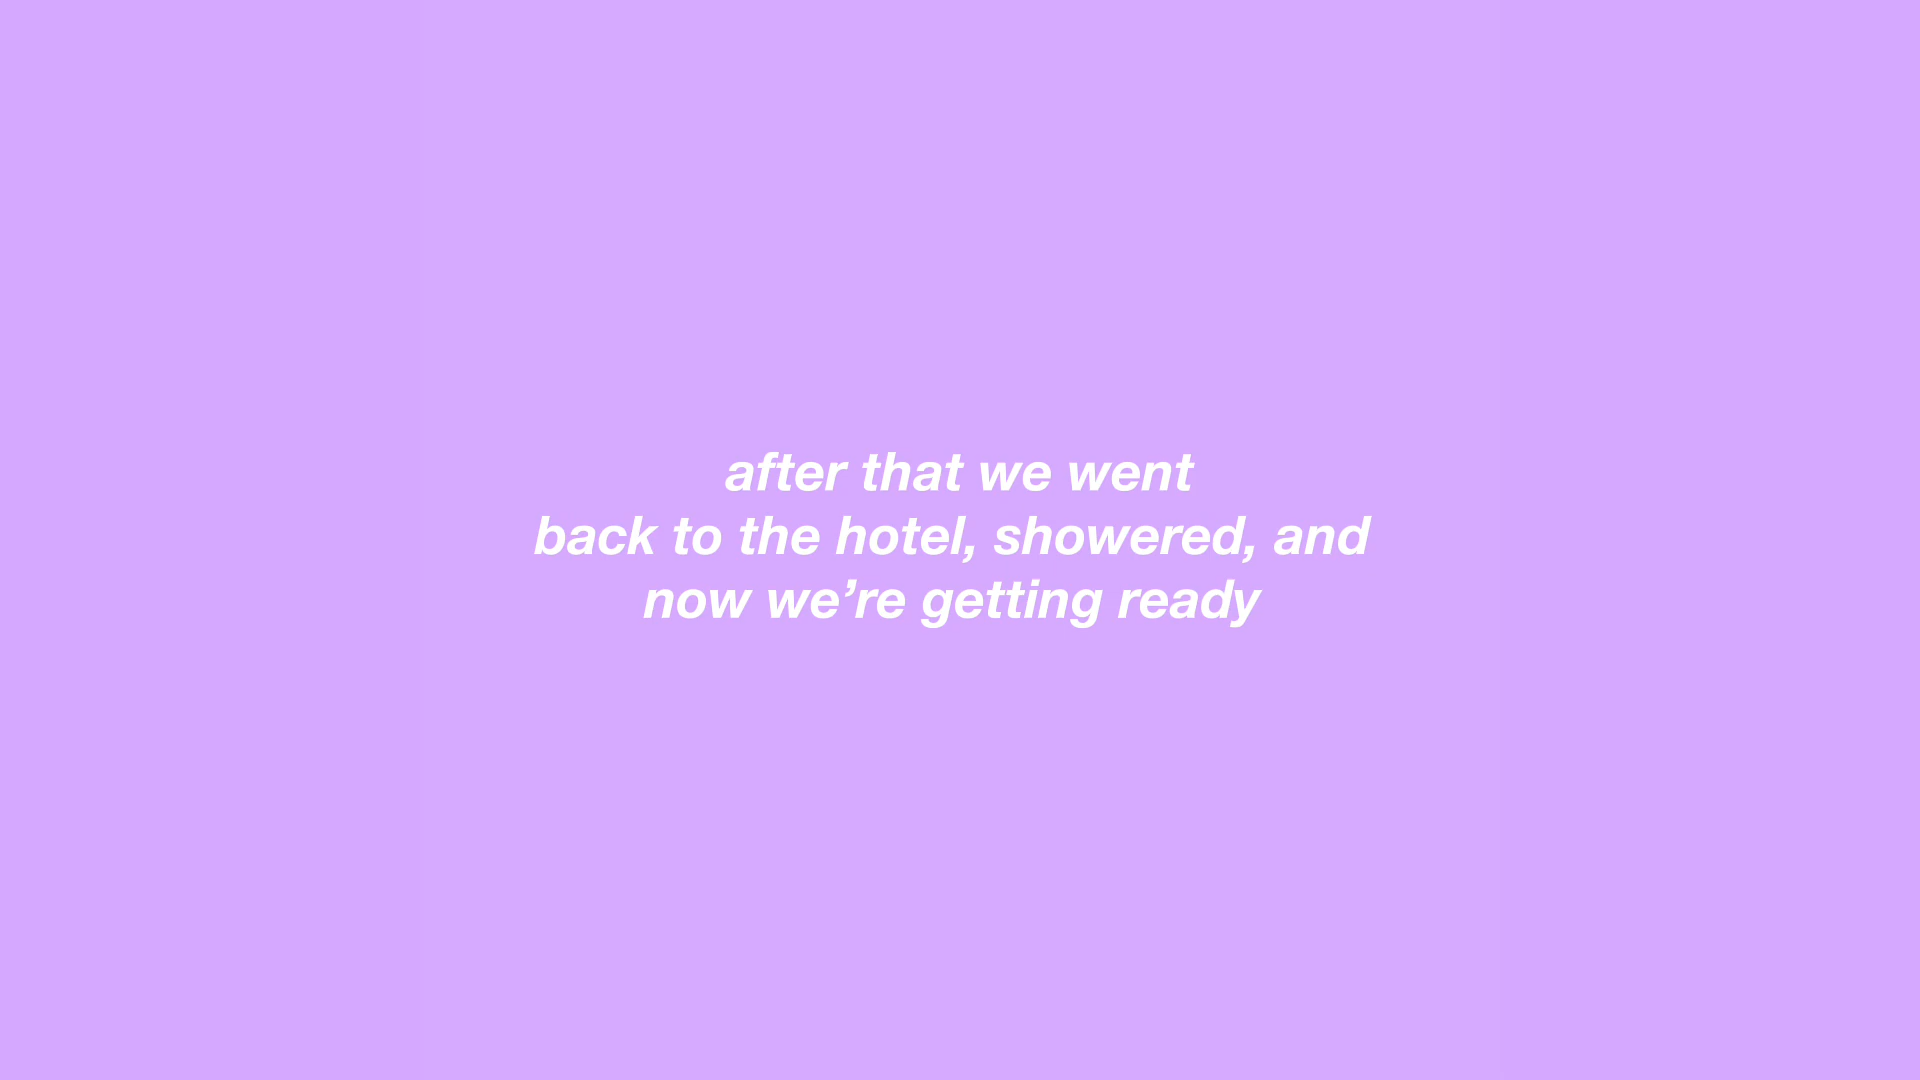 after that we went
back to the hotel, showered, and
now we’re getting ready